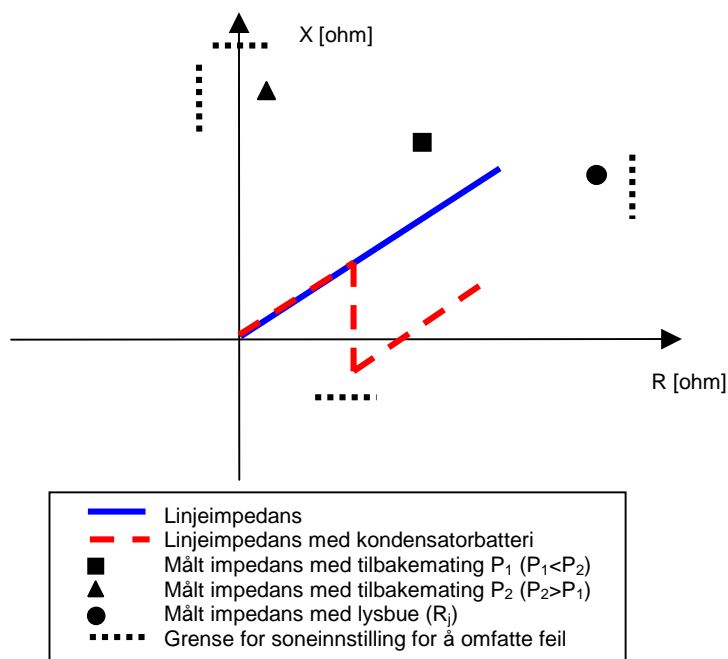 X [ohm]
R [ohm]
Linjeimpedans
Linjeimpedans med kondensatorbatteri
Målt impedans med tilbakemating P₁ (P₁<P₂)
Målt impedans med tilbakemating P₂ (P₂>P₁)
Målt impedans med lysbue (Rⱼ)
Grense for soneinnstilling for å omfatte feil